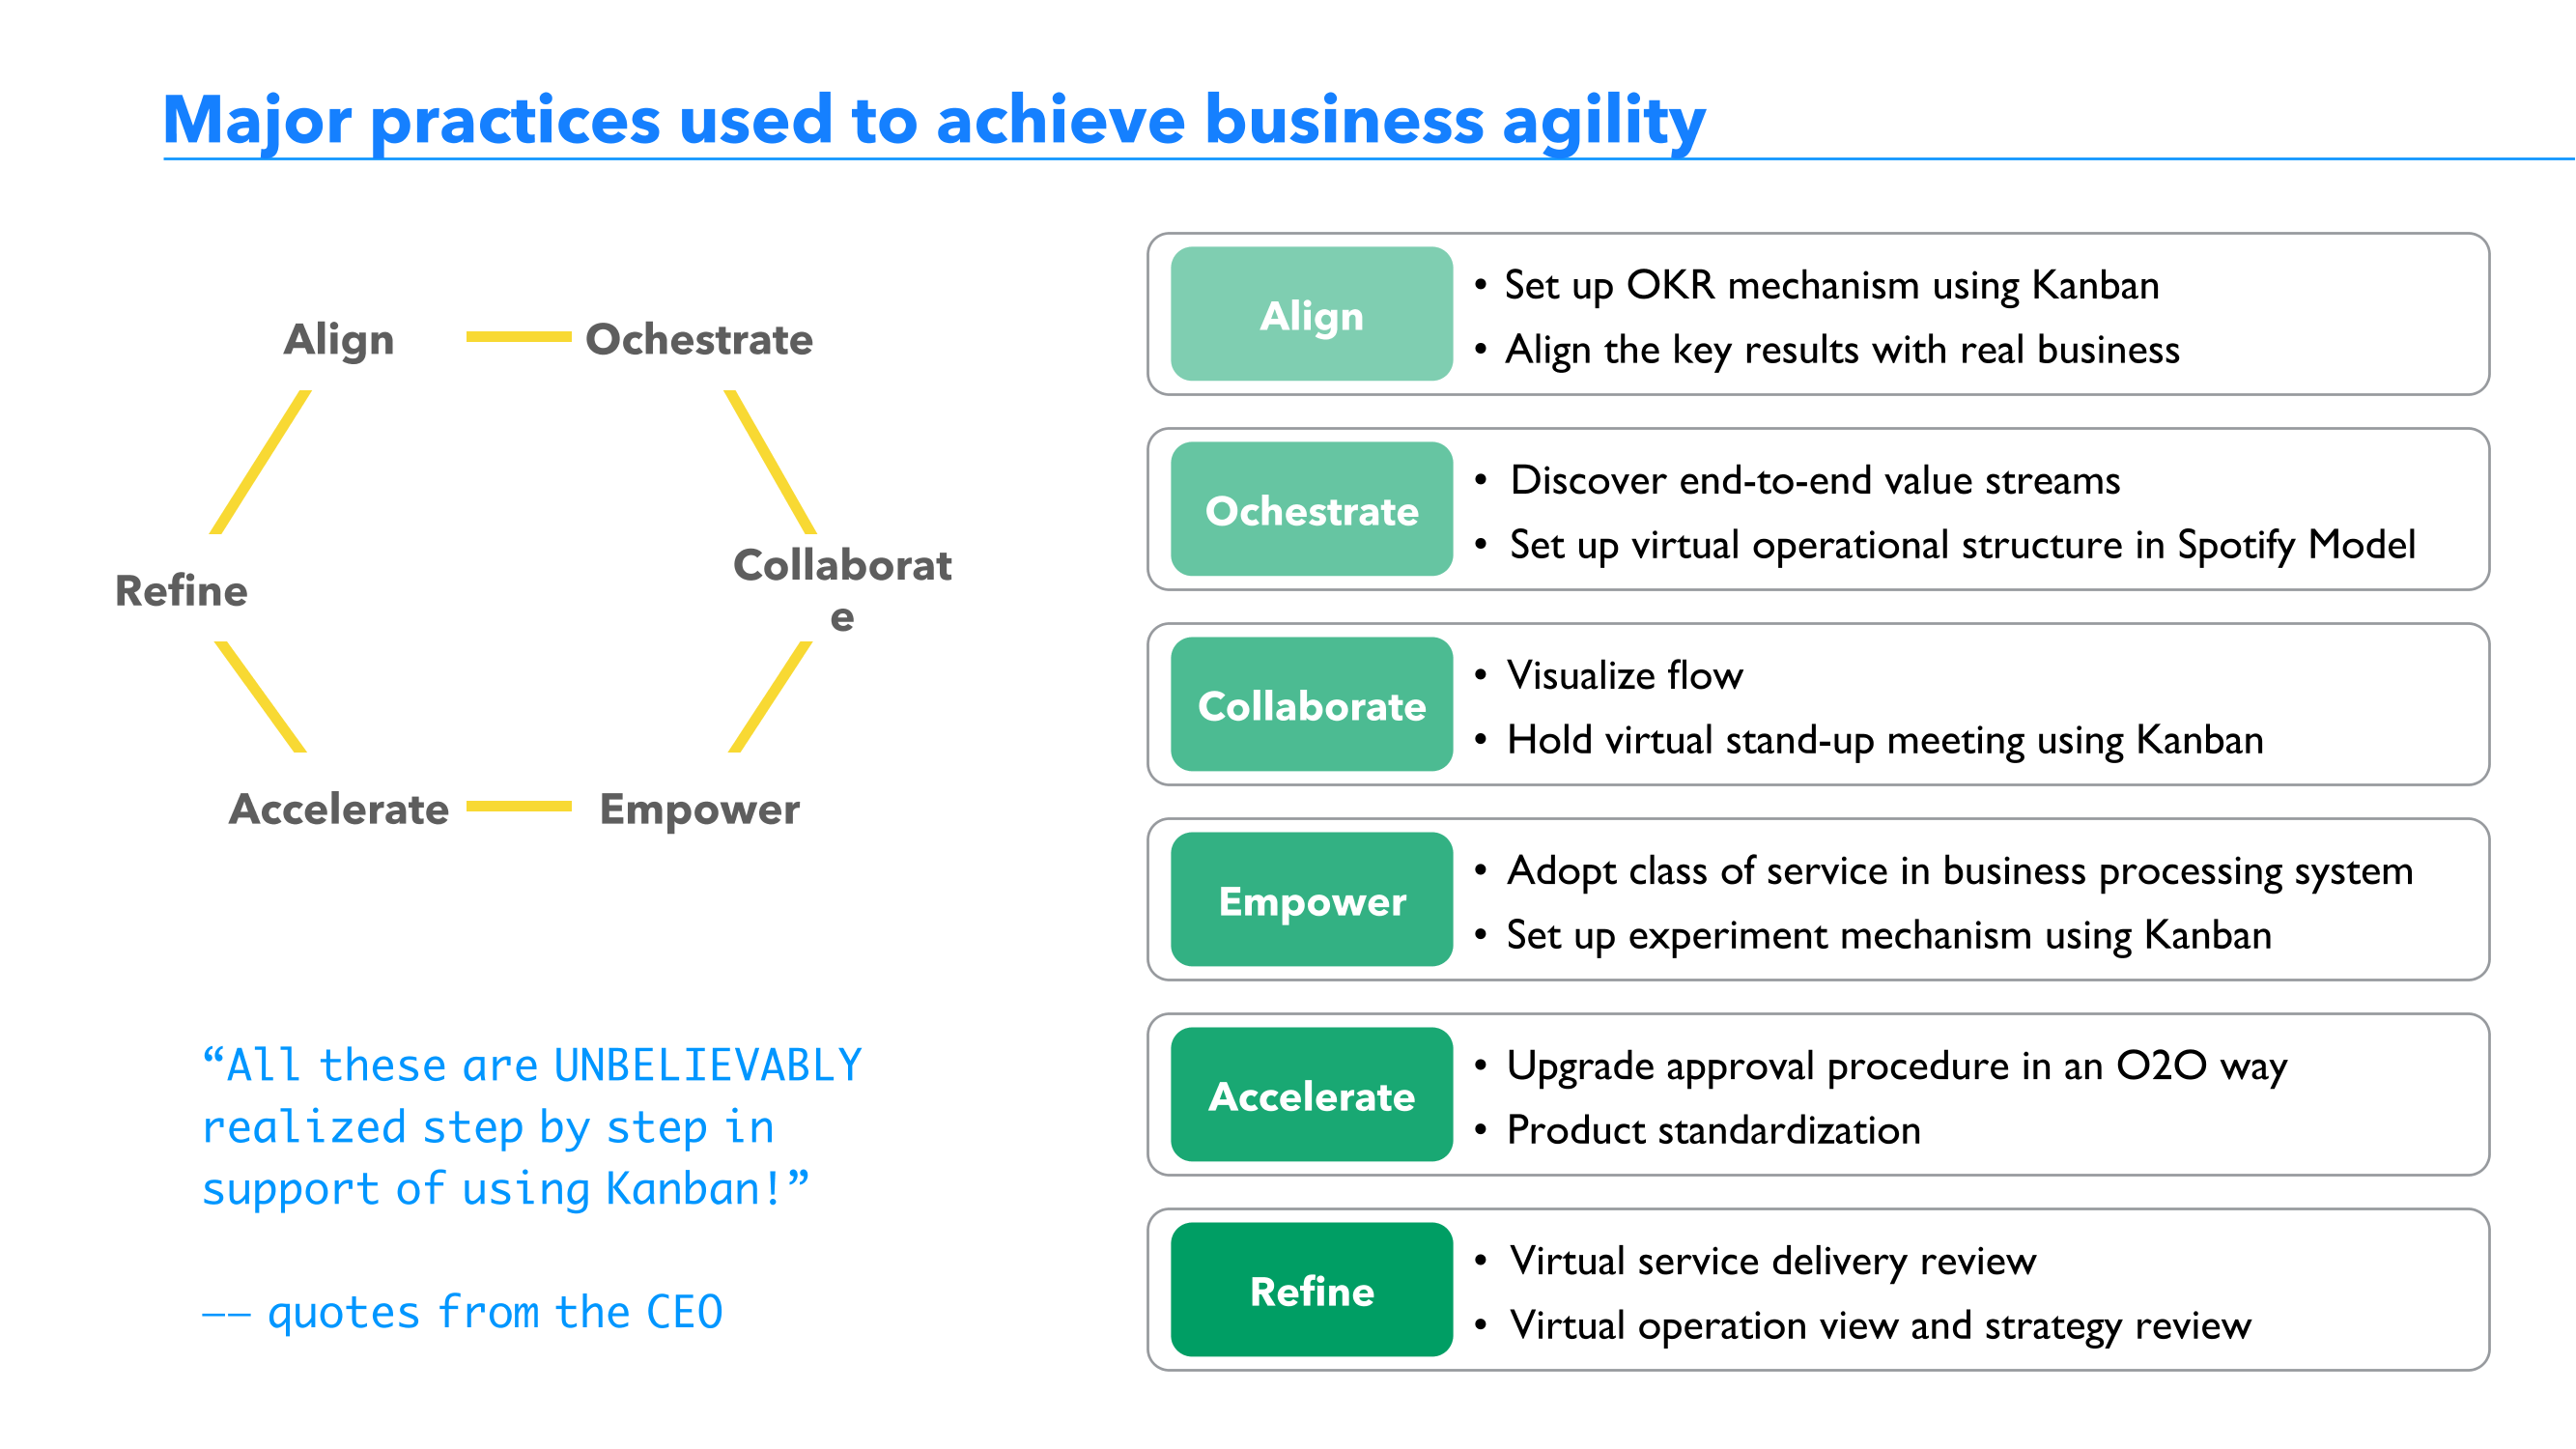 Major practices used to achieve business agility
Align
Ochestrate
Refine
Collaborat
e
Accelerate
Empower
“All these are UNBELIEVABLY
realized step by step in
support of using Kanban!”
—— quotes from the CEO
Align
• Set up OKR mechanism using Kanban
• Align the key results with real business
Ochestrate
• Discover end-to-end value streams
• Set up virtual operational structure in Spotify Model
Collaborate
• Visualize flow
• Hold virtual stand-up meeting using Kanban
Empower
• Adopt class of service in business processing system
• Set up experiment mechanism using Kanban
Accelerate
• Upgrade approval procedure in an O2O way
• Product standardization
Refine
• Virtual service delivery review
• Virtual operation view and strategy review